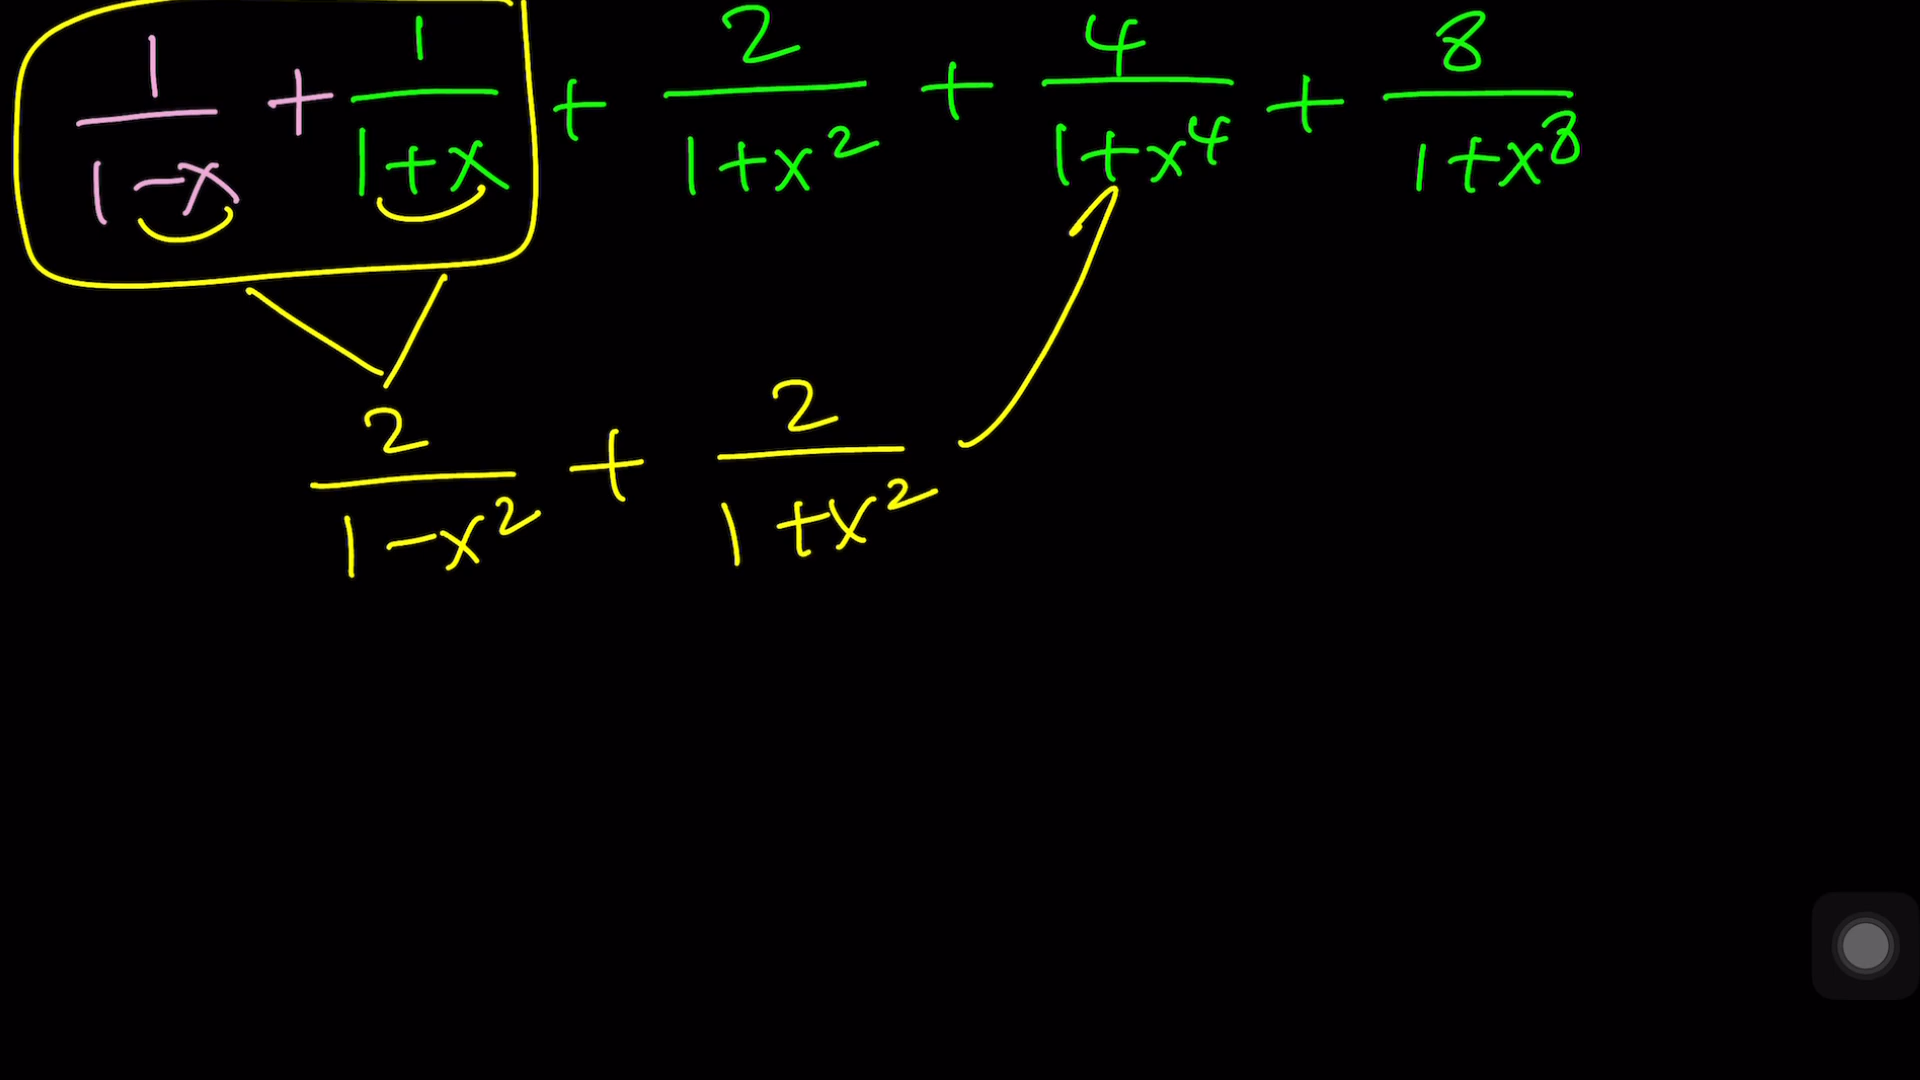 1/(1-x) + 1/(1+x) + 2/(1+x²) + 4/(1+x⁴) + 8/(1+x⁸)
2/(1-x²) + 2/(1+x²)